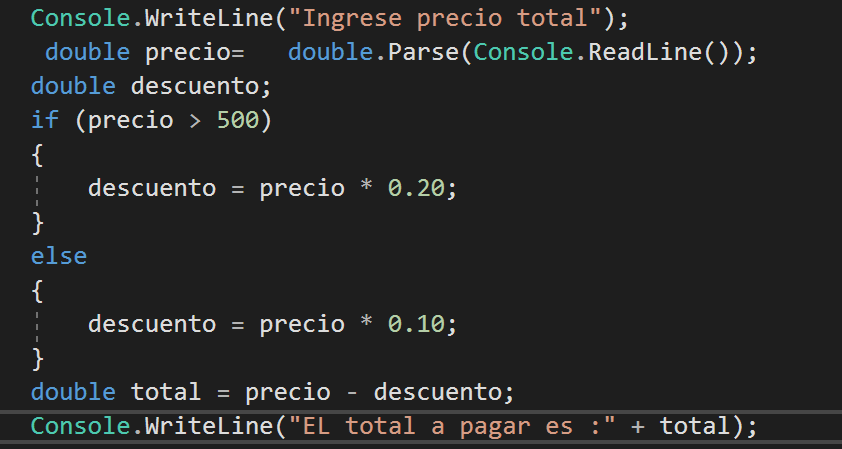 Console.WriteLine("Ingrese precio total");
double precio=   double.Parse(Console.ReadLine());
double descuento;
if (precio > 500)
{
    descuento = precio * 0.20;
}
else
{
    descuento = precio * 0.10;
}
double total = precio - descuento;
Console.WriteLine("EL total a pagar es :" + total);